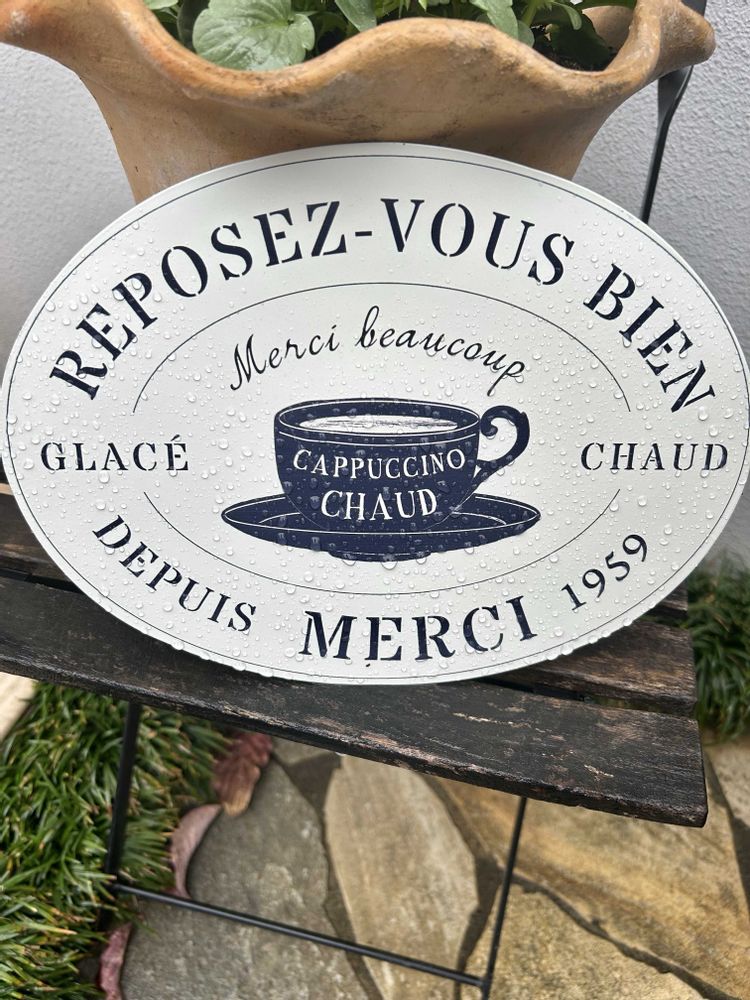 REPOSEZ-VOUS BIEN
Merci beaucoup
GLACÉ
CAPPUCCINO
CHAUD
CHAUD
DEPUIS MERCI 1959